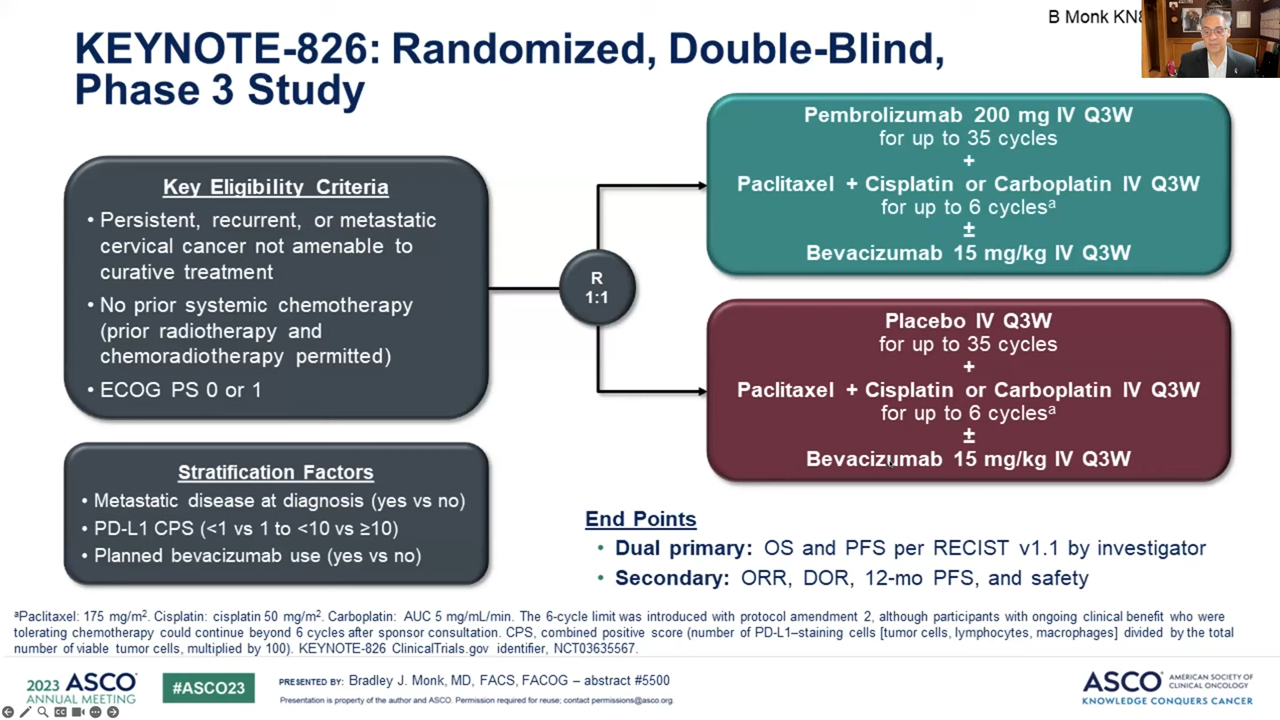 B Monk KN8
KEYNOTE-826: Randomized, Double-Blind,
Phase 3 Study
Key Eligibility Criteria
• Persistent, recurrent, or metastatic
cervical cancer not amenable to
curative treatment
• No prior systemic chemotherapy
(prior radiotherapy and
chemoradiotherapy permitted)
• ECOG PS 0 or 1
Stratification Factors
• Metastatic disease at diagnosis (yes vs no)
• PD-L1 CPS (<1 vs 1 to <10 vs ≥10)
• Planned bevacizumab use (yes vs no)
R
1:1
Pembrolizumab 200 mg IV Q3W
for up to 35 cycles
+
Paclitaxel + Cisplatin or Carboplatin IV Q3W
for up to 6 cyclesᵃ
±
Bevacizumab 15 mg/kg IV Q3W
Placebo IV Q3W
for up to 35 cycles
+
Paclitaxel + Cisplatin or Carboplatin IV Q3W
for up to 6 cyclesᵃ
±
Bevacizumab 15 mg/kg IV Q3W
End Points
• Dual primary: OS and PFS per RECIST v1.1 by investigator
• Secondary: ORR, DOR, 12-mo PFS, and safety
ᵃPaclitaxel: 175 mg/m². Cisplatin: cisplatin 50 mg/m². Carboplatin: AUC 5 mg/mL/min. The 6-cycle limit was introduced with protocol amendment 2, although participants with ongoing clinical benefit who were
tolerating chemotherapy could continue beyond 6 cycles after sponsor consultation. CPS, combined positive score (number of PD-L1–staining cells [tumor cells, lymphocytes, macrophages] divided by the total
number of viable tumor cells, multiplied by 100). KEYNOTE-826 ClinicalTrials.gov identifier, NCT03635567.
2023 ASCO
ANNUAL MEETING
#ASCO23
PRESENTED BY: Bradley J. Monk, MD, FACS, FACOG – abstract #5500
Presentation is property of the author and ASCO. Permission required for reuse; contact permissions@asco.org.
ASCO AMERICAN SOCIETY OF
CLINICAL ONCOLOGY
KNOWLEDGE CONQUERS CANCER